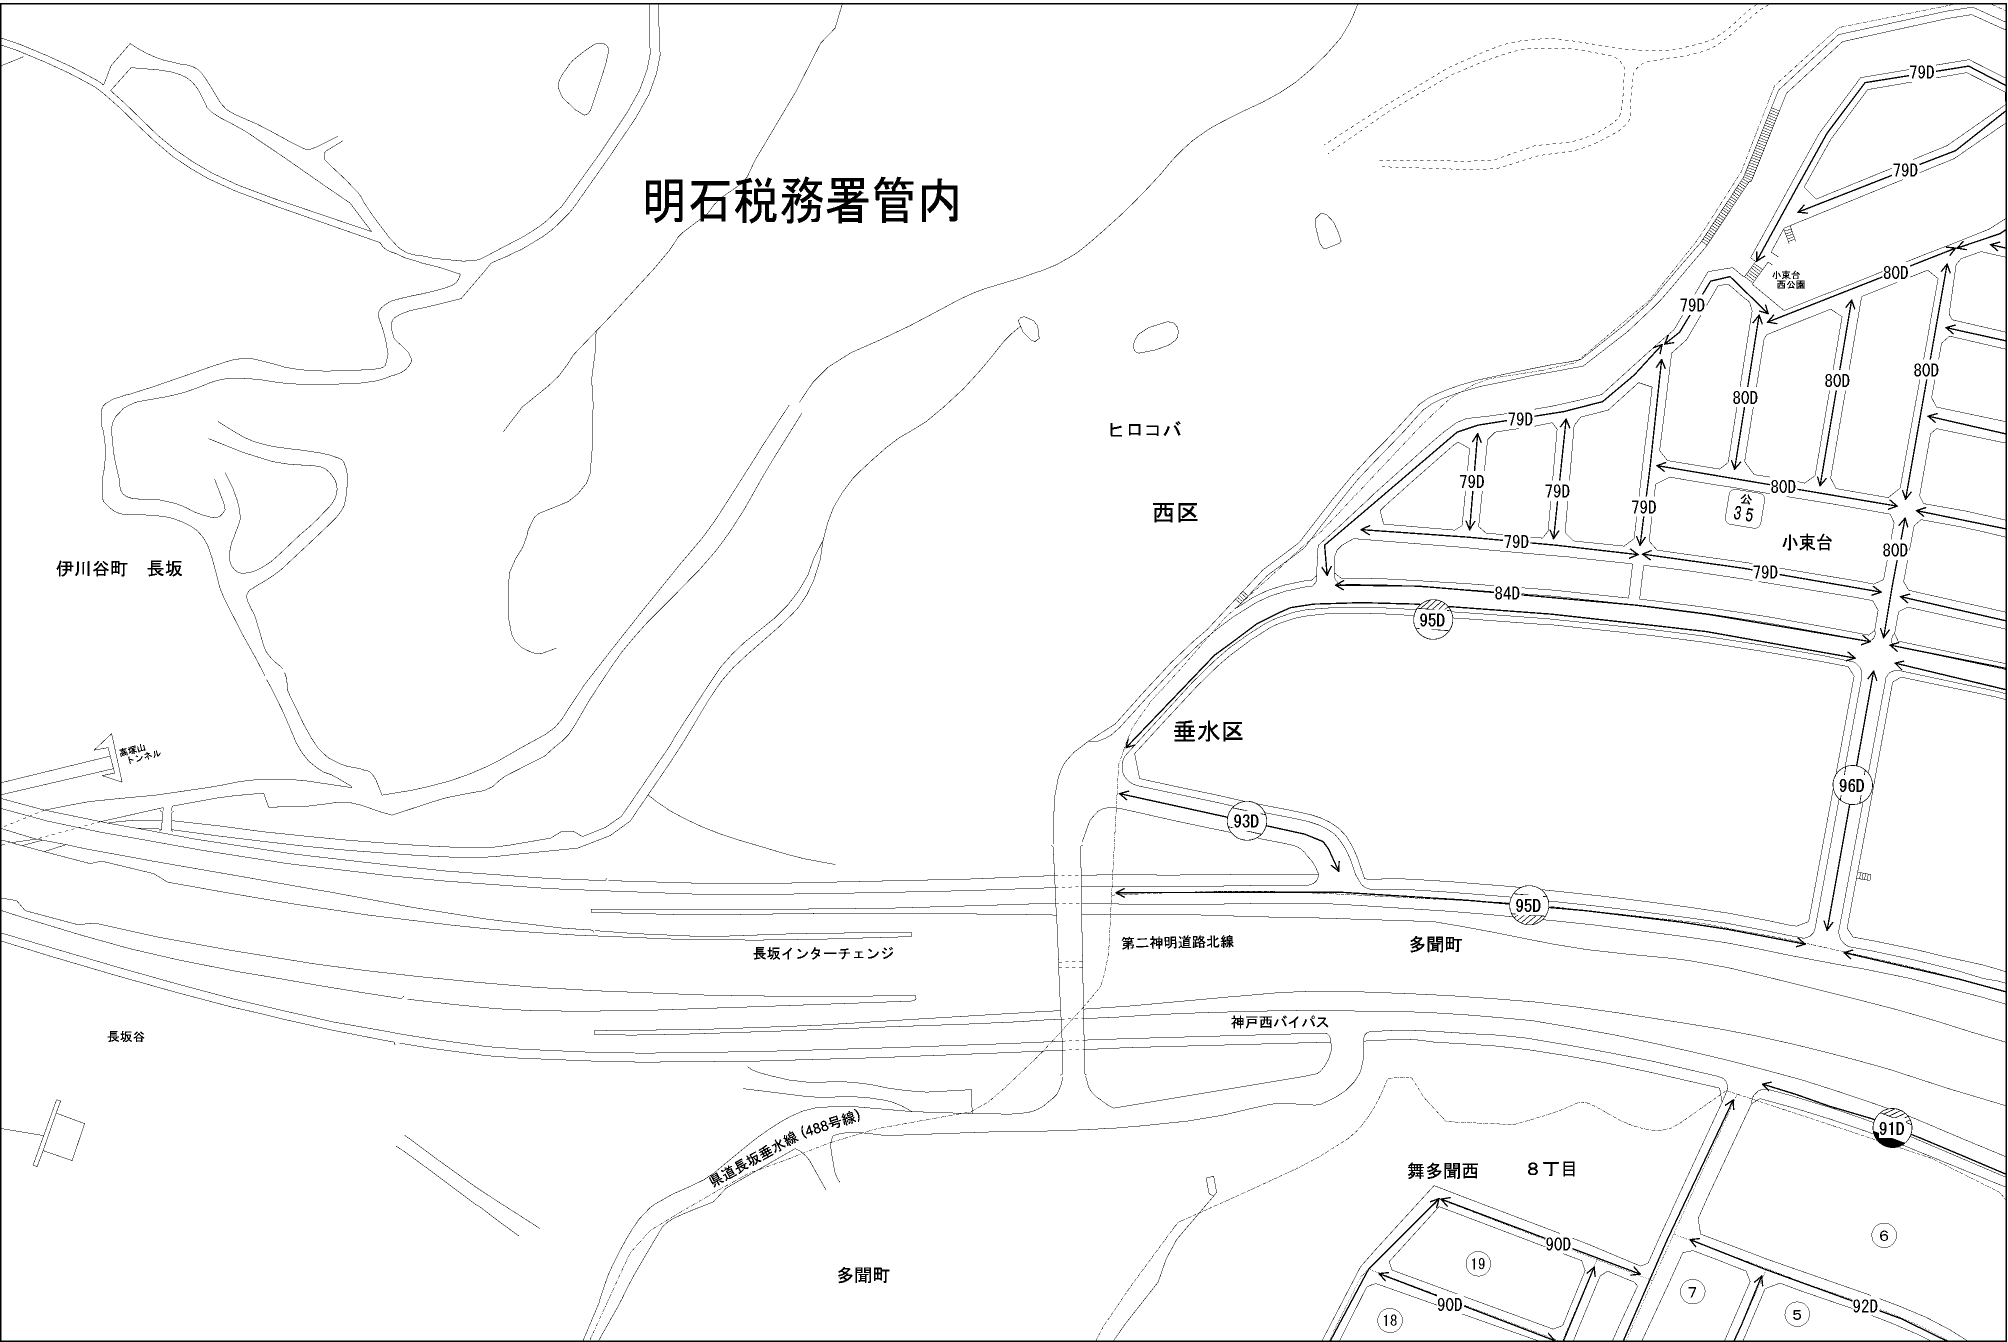 79D
明石税務署管内
79D
小束台
西公園
80D
79D
80D
80D
80D
79D
ヒロコバ
79D
79D
79D
80D
公
35
西区
79D
小束台
80D
伊川谷町 長坂
79D
84D
95D
垂水区
高塚山
トンネル
96D
93D
95D
第二神明道路北線
多聞町
長坂インターチェンジ
神戸西バイパス
長坂谷
県道長坂垂水線(488号線)
91D
舞多聞西 8丁目
6
90D
19
多聞町
7
90D
92D
5
18